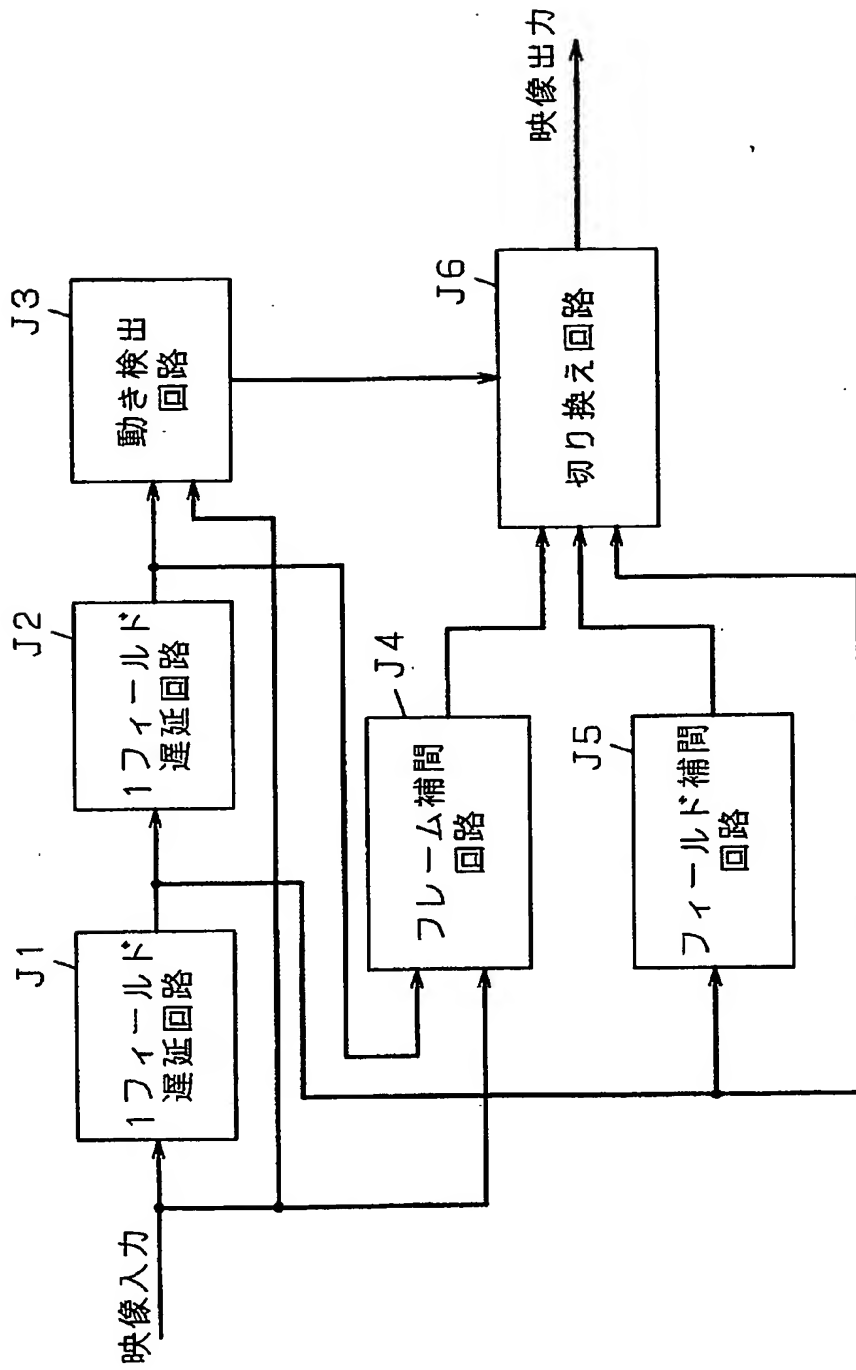 映像入力
J1
1フィールド
遅延回路
J2
1フィールド
遅延回路
J3
動き検出
回路
J4
フレーム補間
回路
J5
フィールド補間
回路
J6
切り換え回路
映像出力